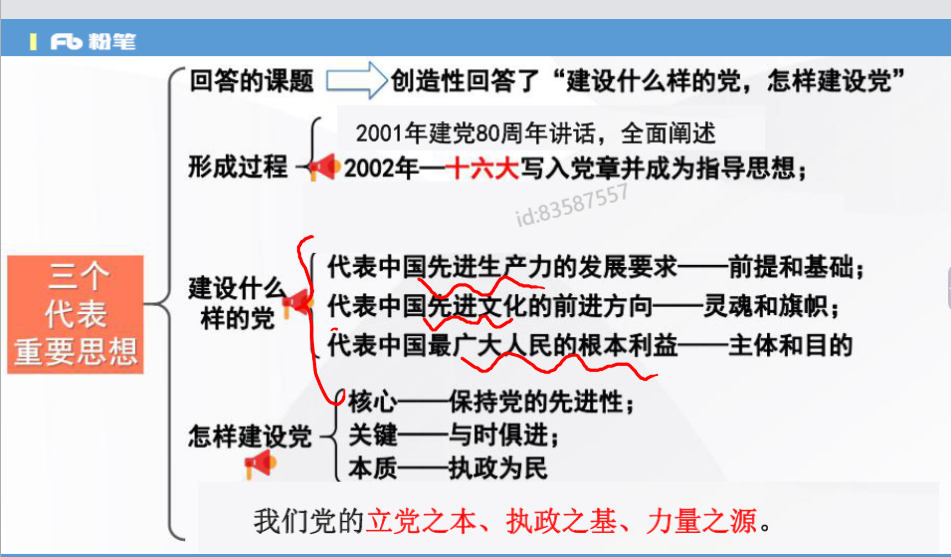 粉笔
回答的课题 创造性回答了“建设什么样的党，怎样建设党”
2001年建党80周年讲话，全面阐述
形成过程
2002年—十六大写入党章并成为指导思想；
id:83587557
三个
代表
重要思想
建设什么
样的党
代表中国先进生产力的发展要求——前提和基础；
代表中国先进文化的前进方向——灵魂和旗帜；
代表中国最广大人民的根本利益——主体和目的
怎样建设党
核心——保持党的先进性；
关键——与时俱进；
本质——执政为民
我们党的立党之本、执政之基、力量之源。